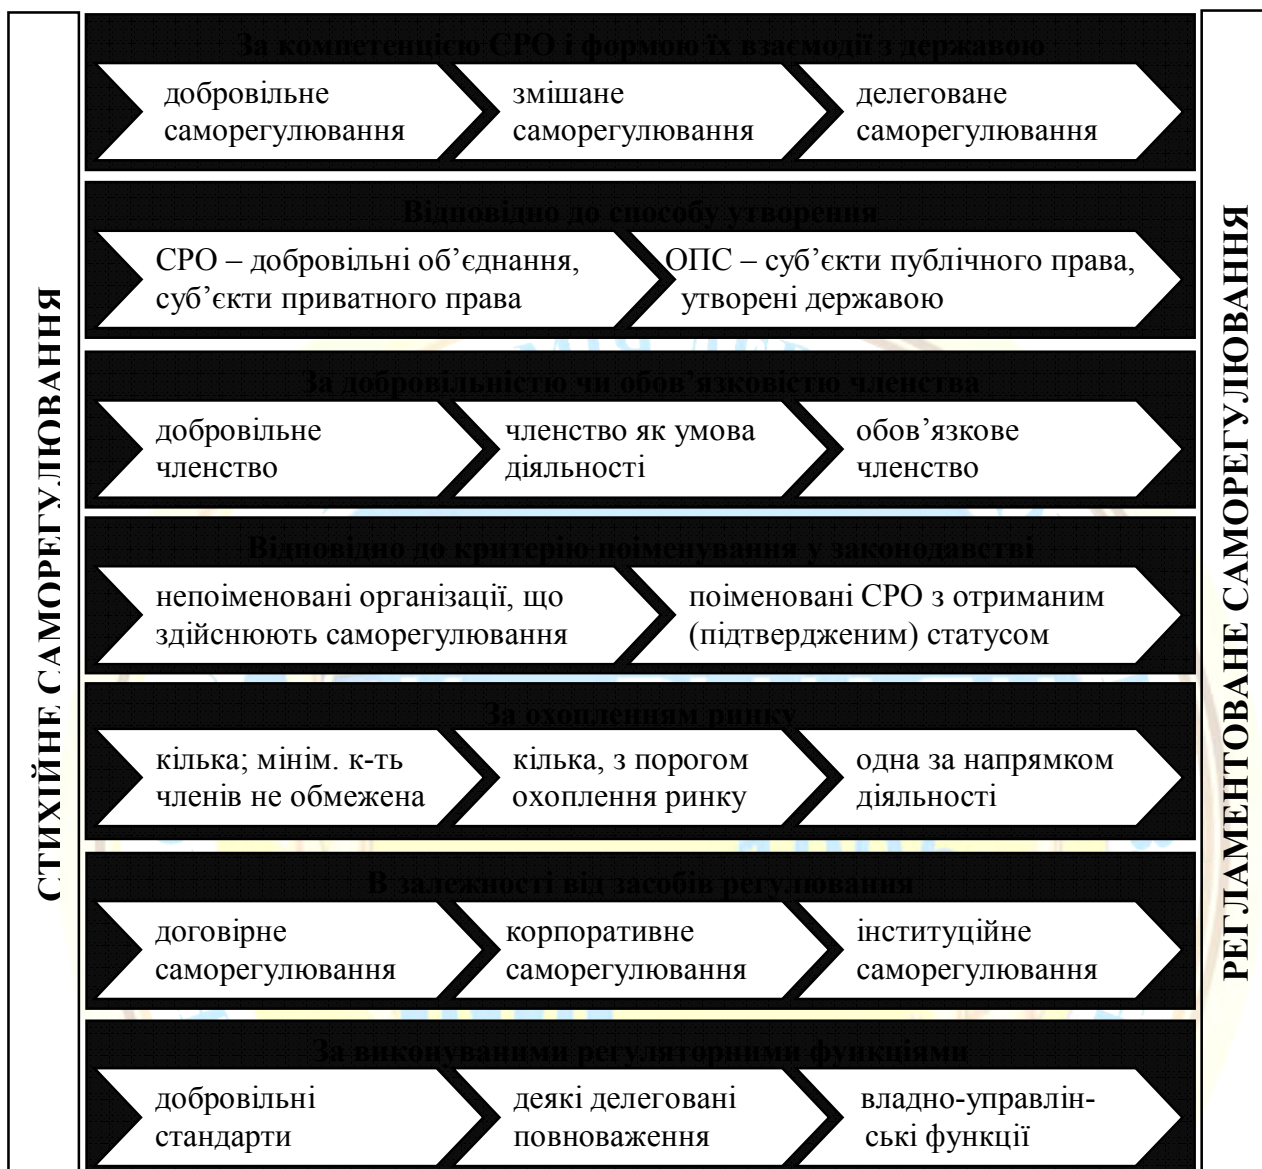 СТИХІЙНЕ САМОРЕГУЛЮВАННЯ
За компетенцією СРО і формою їх взаємодії з державою
добровільне
саморегулювання
змішане
саморегулювання
делеговане
саморегулювання
Відповідно до способу утворення
СРО – добровільні об’єднання,
суб’єкти приватного права
ОПС – суб’єкти публічного права,
утворені державою
За добровільністю чи обов’язковістю членства
добровільне
членство
членство як умова
діяльності
обов’язкове
членство
Відповідно до критерію поіменування у законодавстві
непоіменовані організації, що
здійснюють саморегулювання
поіменовані СРО з отриманим
(підтвердженим) статусом
За охопленням ринку
кілька; мінім. к-ть
членів не обмежена
кілька, з порогом
охоплення ринку
одна за напрямком
діяльності
В залежності від засобів регулювання
договірне
саморегулювання
корпоративне
саморегулювання
інституційне
саморегулювання
За виконуваними регуляторними функціями
добровільні
стандарти
деякі делеговані
повноваження
владно-управлін-
ські функції
РЕГЛАМЕНТОВАНЕ САМОРЕГУЛЮВАННЯ